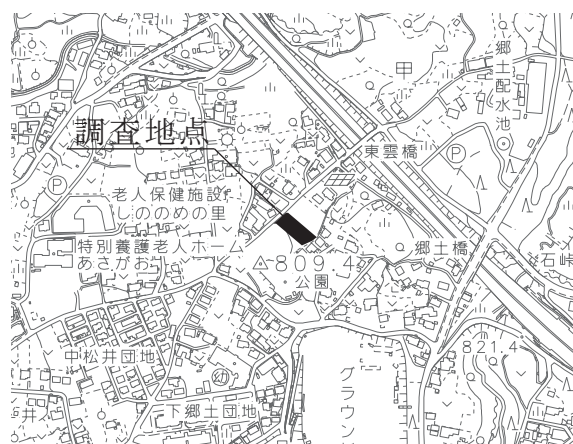 郷土配水池
調査地点
東雲橋
老人保健施設
しののめの里
特別養護老人ホーム
あさがお
809.4
公園
郷土橋
石峠
中松井団地
821.4
幼
グラウン
下郷土団地
井